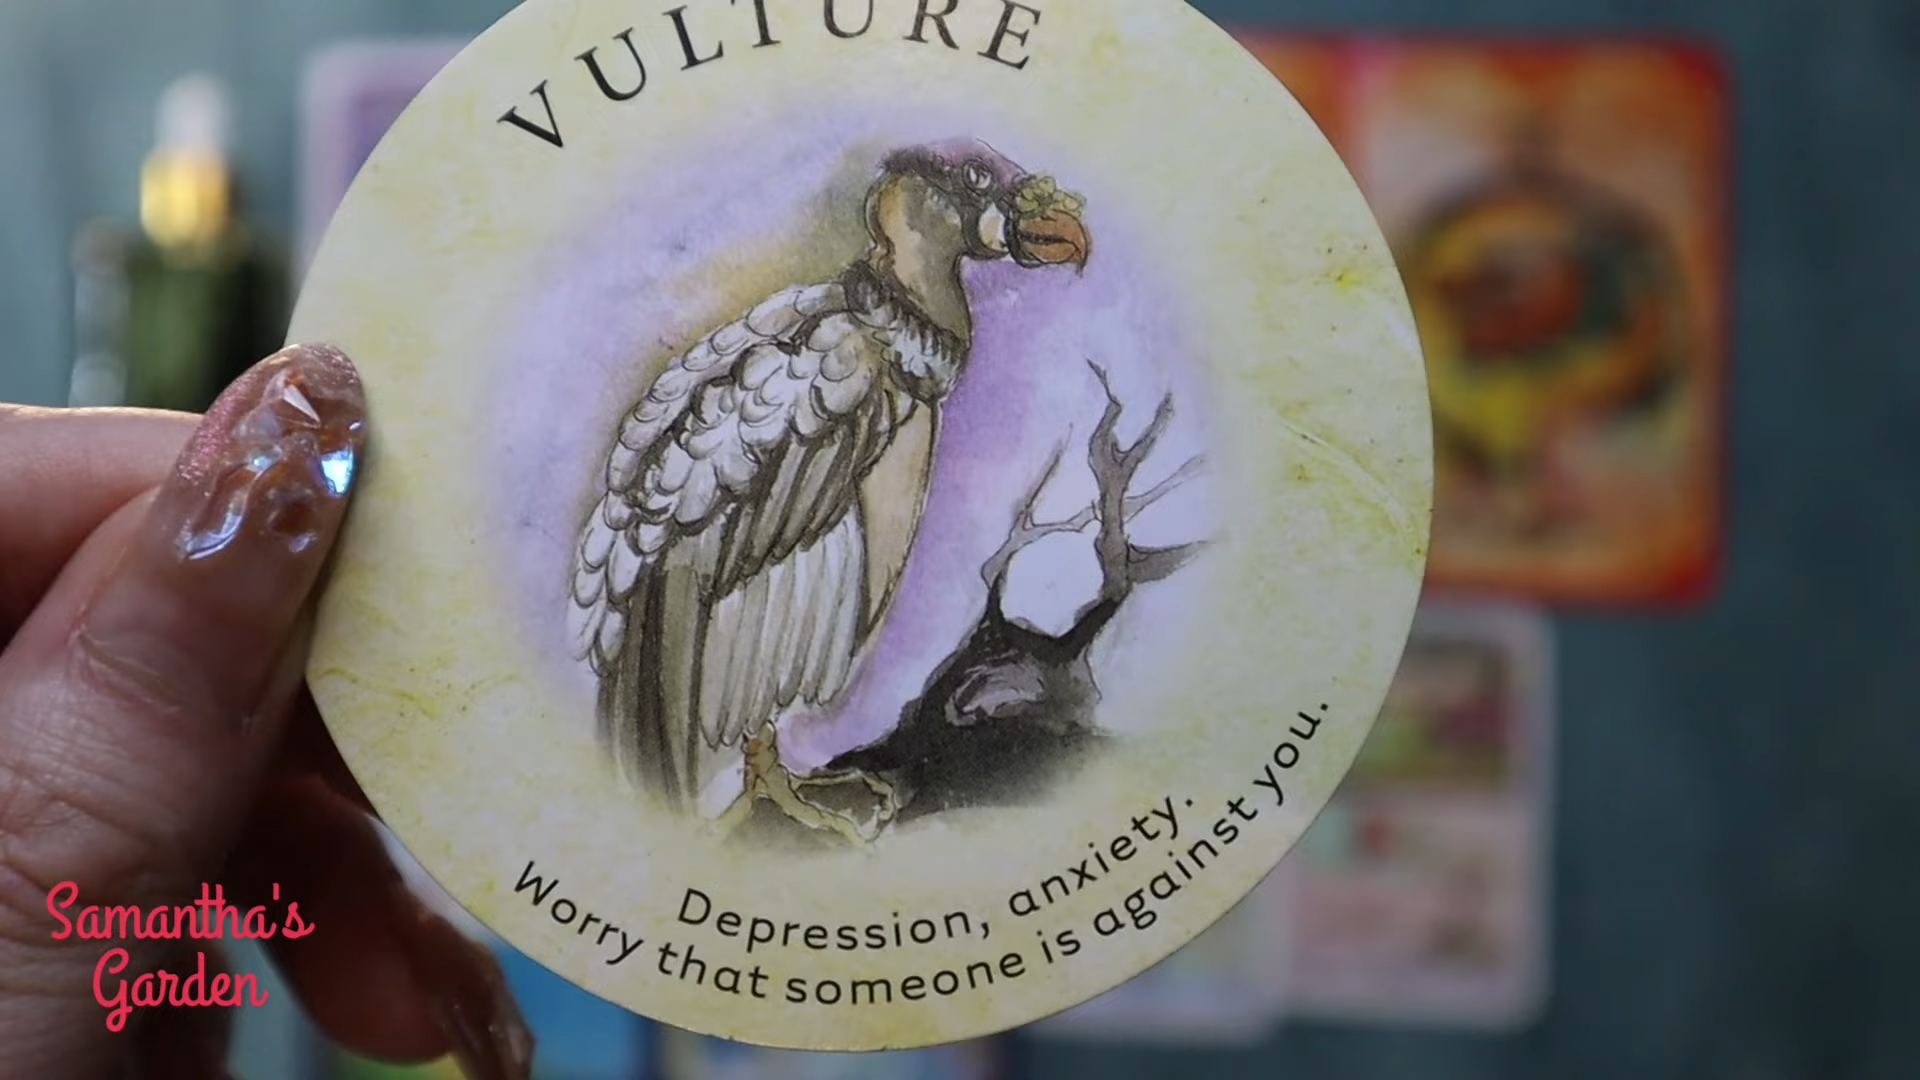 VULTURE
Depression, anxiety.
Worry that someone is against you.
Samantha's
Garden